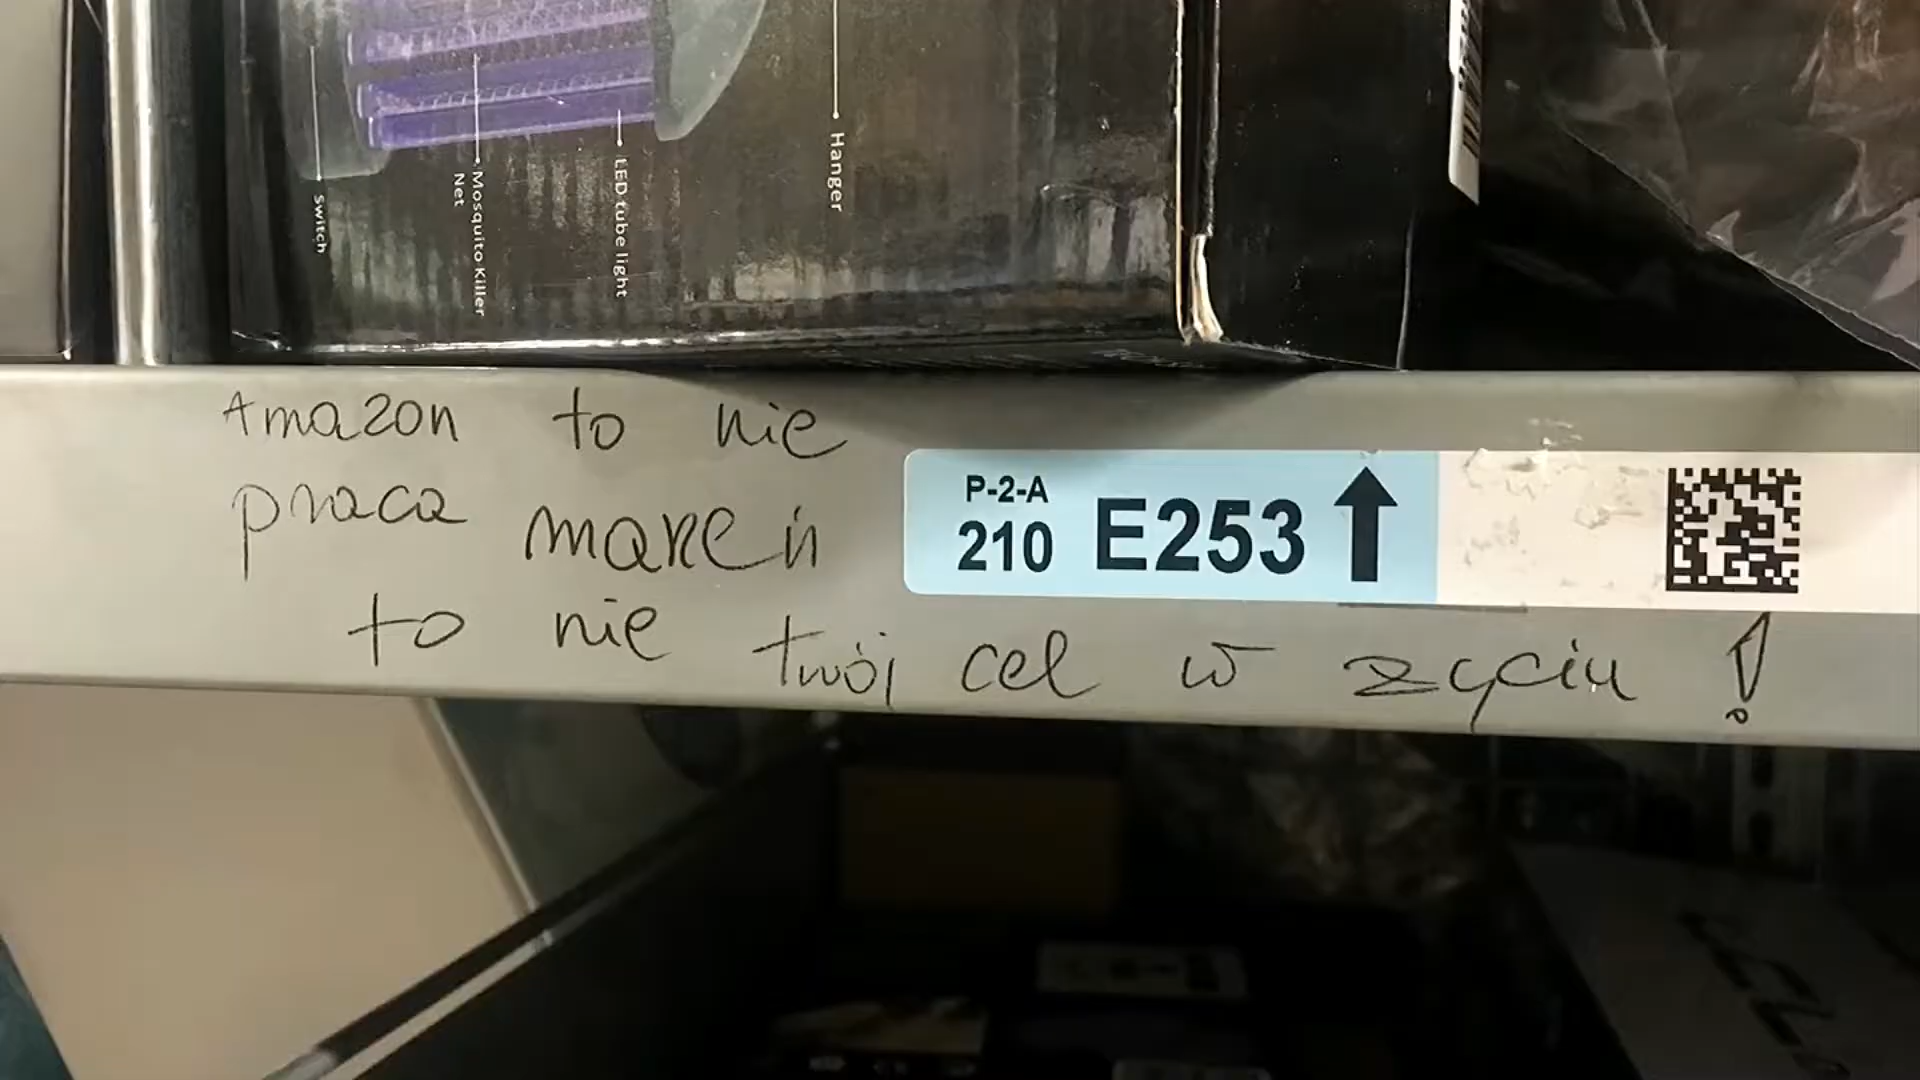 Switch
Mosquito Killer
Net
LED tube light
Hanger
Amazon to nie
praca marzeń
to nie twój cel w życiu !
P-2-A
210 E253